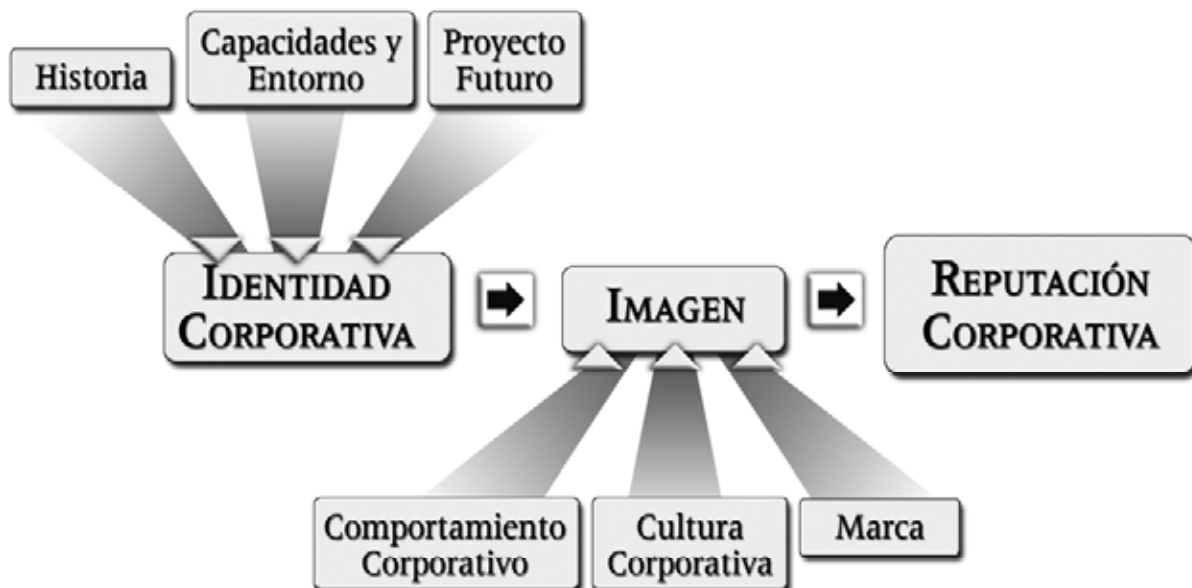 Historia
Capacidades y
Entorno
Proyecto
Futuro
IDENTIDAD
CORPORATIVA
IMAGEN
REPUTACIÓN
CORPORATIVA
Comportamiento
Corporativo
Cultura
Corporativa
Marca